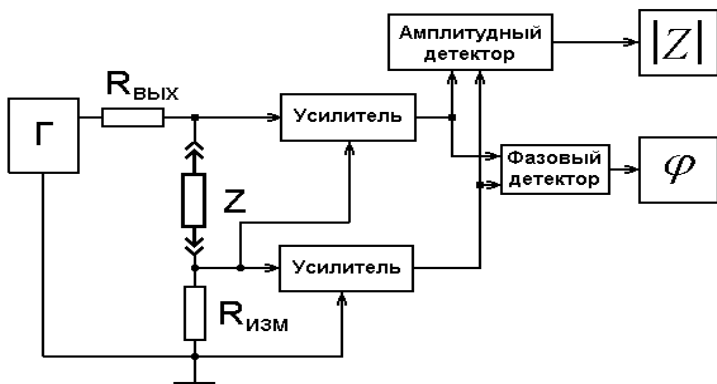 Амплитудный
детектор
|Z|
Rвых
Г
Усилитель
Фазовый
детектор
φ
Z
Усилитель
Rизм